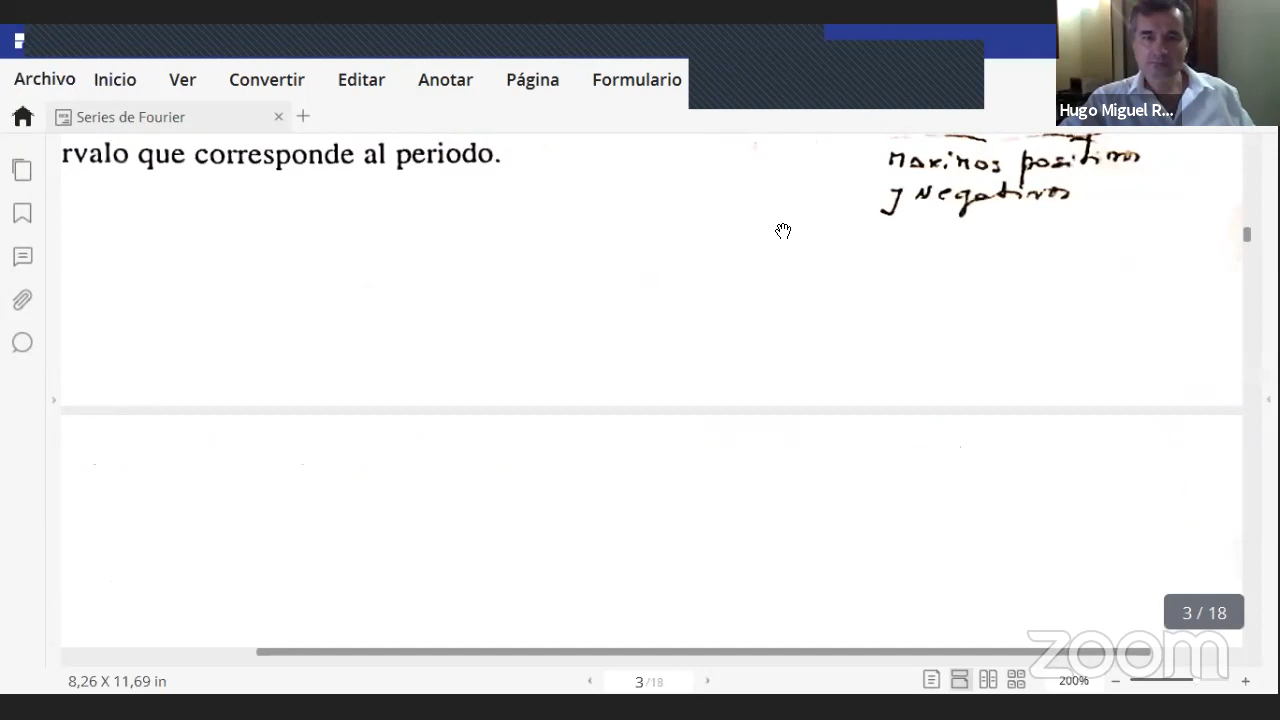 Hugo Miguel R...
Archivo Inicio Ver Convertir Editar Anotar Página Formulario
Series de Fourier
rvalo que corresponde al periodo.
maximos positivos
y Negativos
3 / 18
zoom
8,26 X 11,69 in
3 /18
200%